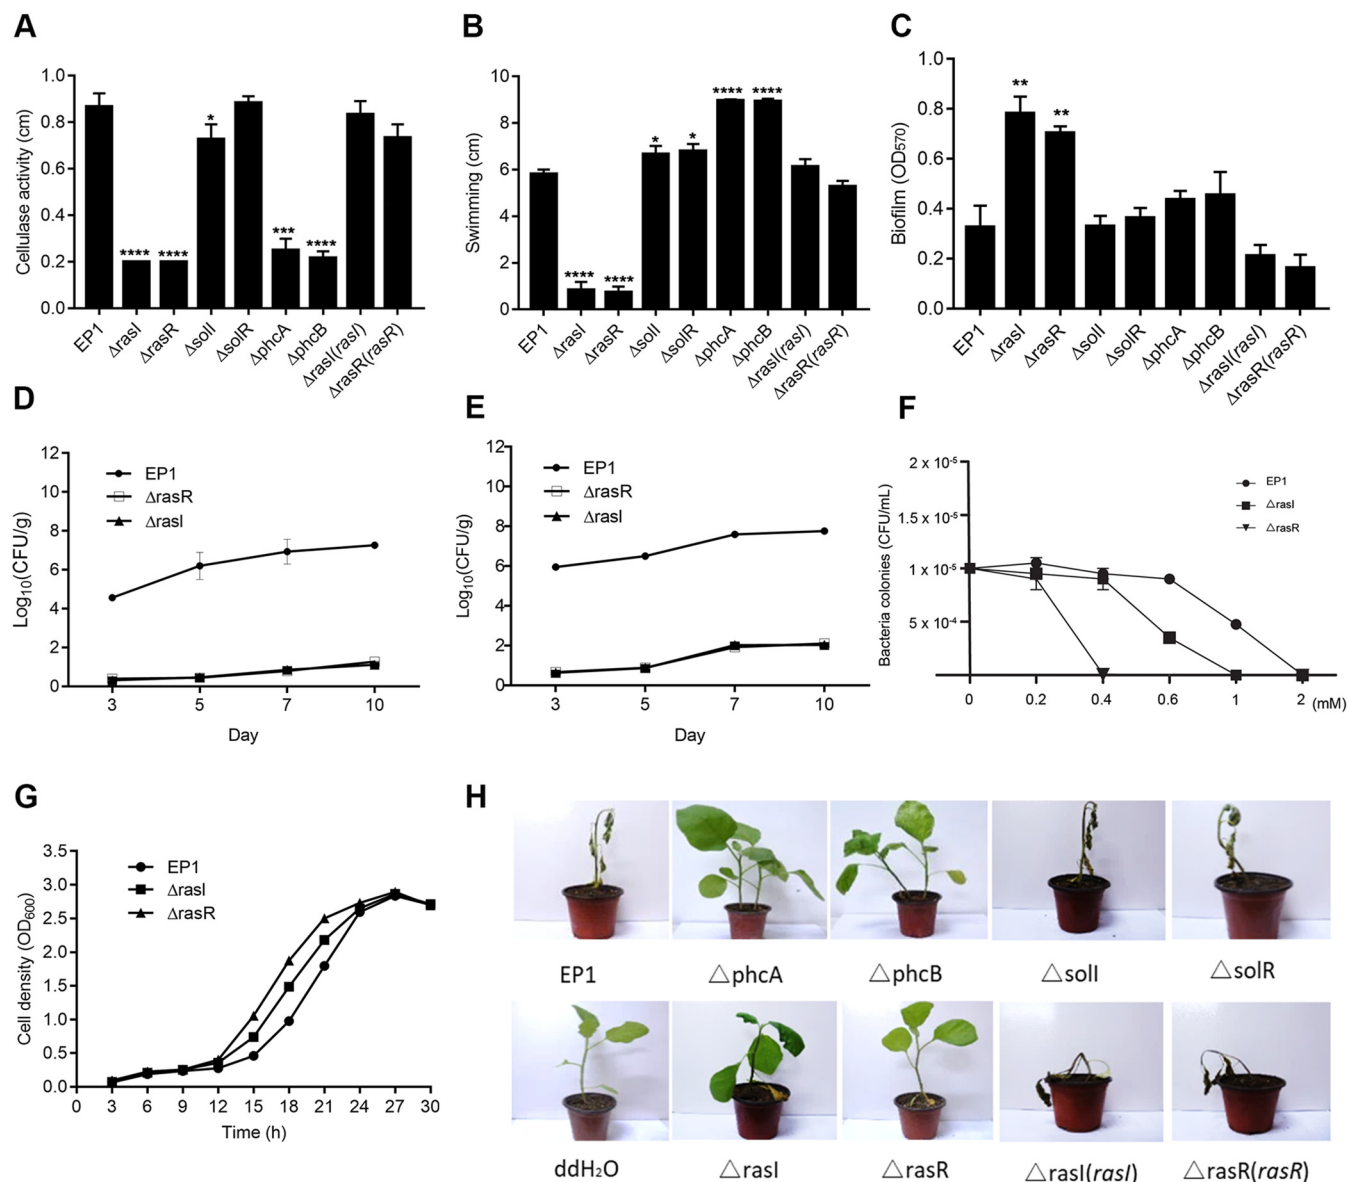 A
Cellulase activity (cm)
1.0
0.8
0.6
0.4
0.2
0.0
****
****
*
***
****
EP1
ΔrasI
ΔrasR
ΔsolI
ΔsolR
ΔphcA
ΔphcB
ΔrasI(rasI)
ΔrasR(rasR)
B
Swimming (cm)
10
8
6
4
2
0
****
****
*
*
****
****
EP1
ΔrasI
ΔrasR
ΔsolI
ΔsolR
ΔphcA
ΔphcB
ΔrasI(rasI)
ΔrasR(rasR)
C
Biofilm (OD570)
1.0
0.8
0.6
0.4
0.2
0.0
**
**
EP1
ΔrasI
ΔrasR
ΔsolI
ΔsolR
ΔphcA
ΔphcB
ΔrasI(rasI)
ΔrasR(rasR)
D
Log10(CFU/g)
12
10
8
6
4
2
0
EP1
ΔrasR
ΔrasI
3 5 7 10
Day
E
Log10(CFU/g)
12
10
8
6
4
2
0
EP1
ΔrasR
ΔrasI
3 5 7 10
Day
F
Bacteria colonies (CFU/mL)
2 x 10-5
1.5 x 10-5
1 x 10-5
5 x 10-4
EP1
△rasI
△rasR
0 0.2 0.4 0.6 1 2 (mM)
G
Cell density (OD600)
3.5
3.0
2.5
2.0
1.5
1.0
0.5
0.0
EP1
ΔrasI
ΔrasR
0 3 6 9 12 15 18 21 24 27 30
Time (h)
H
EP1 △phcA △phcB △solI △solR
ddH2O △rasI △rasR △rasI(rasI) △rasR(rasR)